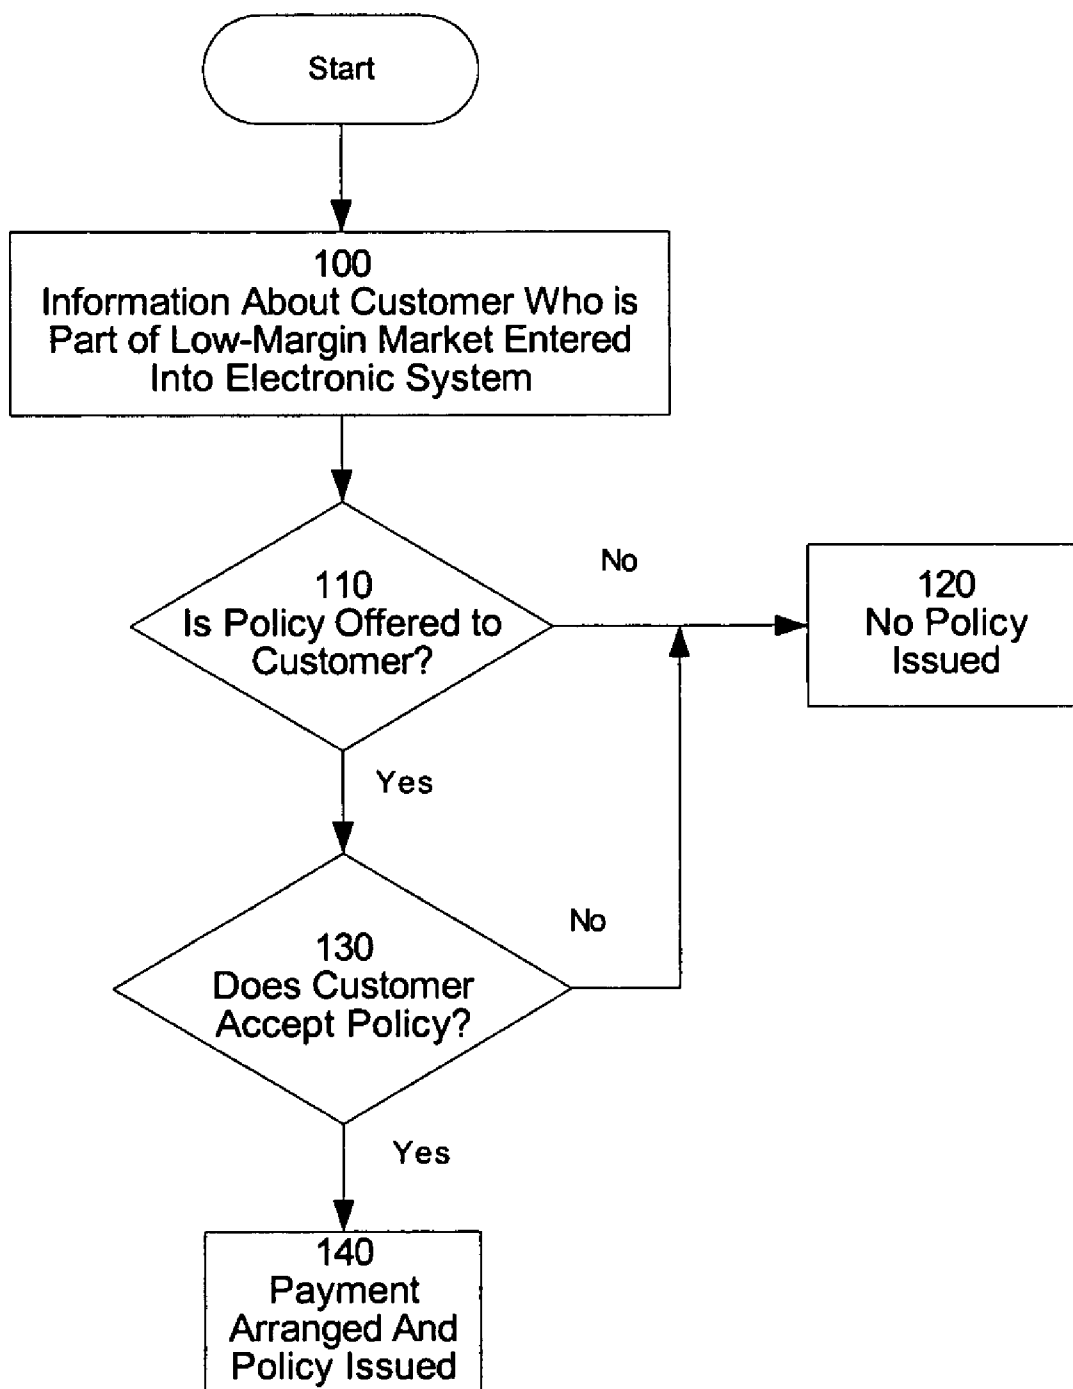 Start
100
Information About Customer Who is
Part of Low-Margin Market Entered
Into Electronic System
110
Is Policy Offered to
Customer?
No
120
No Policy
Issued
Yes
130
Does Customer
Accept Policy?
No
Yes
140
Payment
Arranged And
Policy Issued